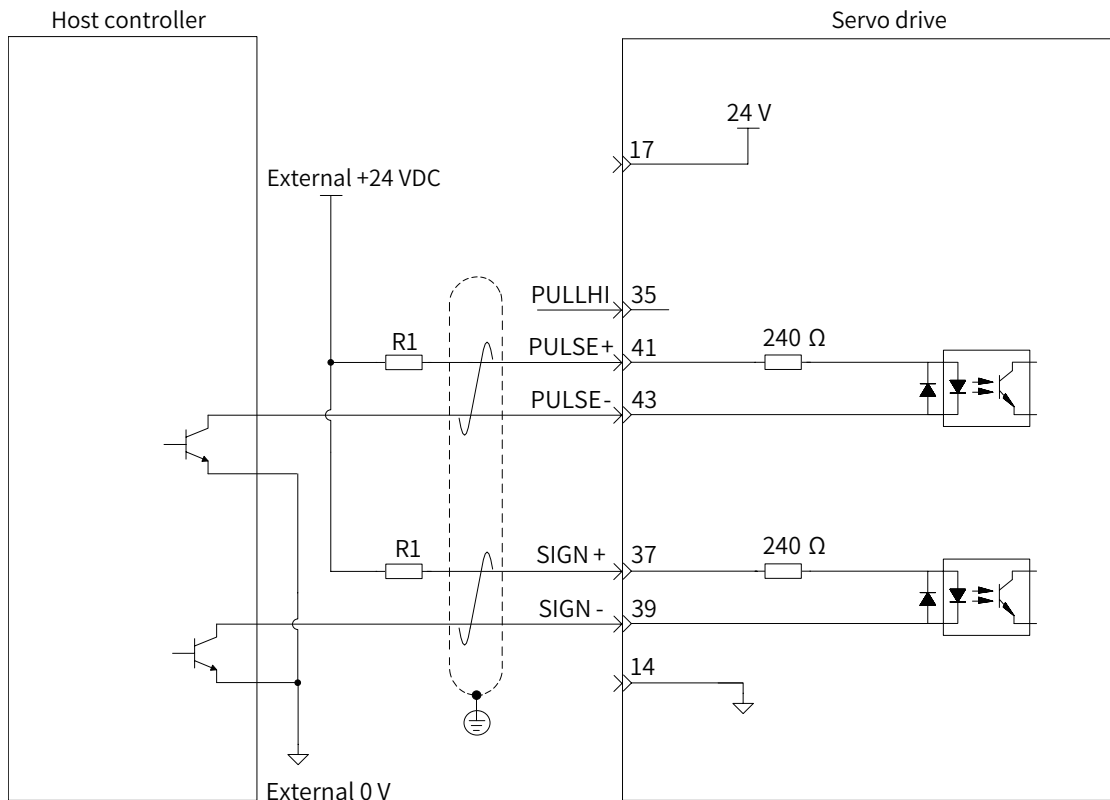 Host controller
Servo drive
24 V
17
External +24 VDC
PULLHI 35
R1
PULSE+ 41
240 Ω
PULSE- 43
R1
SIGN + 37
240 Ω
SIGN - 39
14
External 0 V